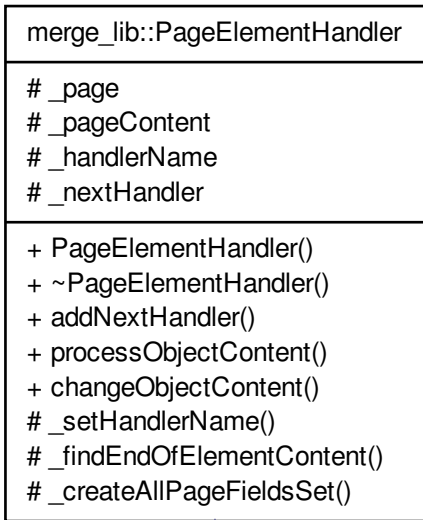 merge_lib::PageElementHandler
# _page
# _pageContent
# _handlerName
# _nextHandler
+ PageElementHandler()
+ ~PageElementHandler()
+ addNextHandler()
+ processObjectContent()
+ changeObjectContent()
# _setHandlerName()
# _findEndOfElementContent()
# _createAllPageFieldsSet()